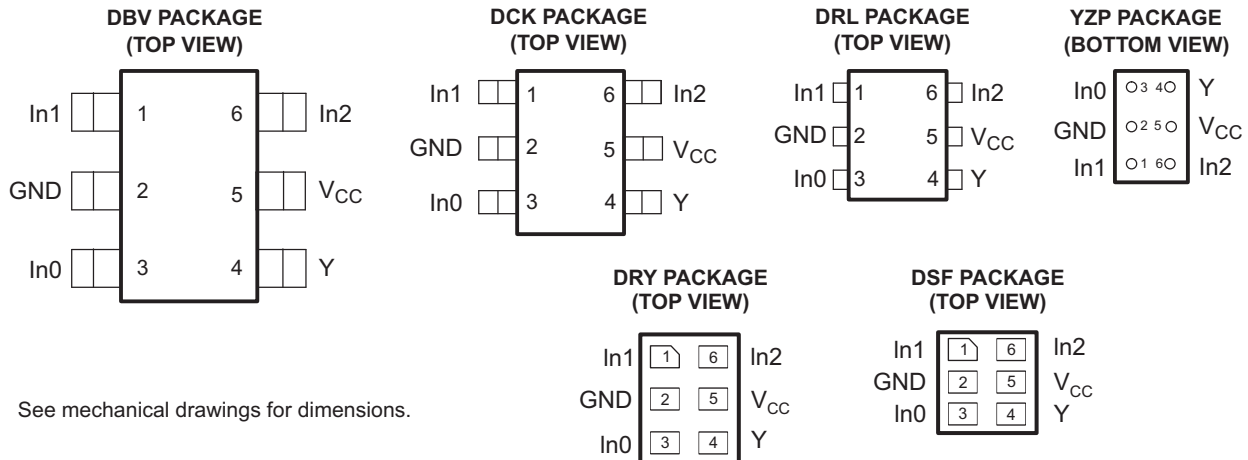 DBV PACKAGE
(TOP VIEW)
In1 1 6 In2
GND 2 5 VCC
In0 3 4 Y
DCK PACKAGE
(TOP VIEW)
In1 1 6 In2
GND 2 5 VCC
In0 3 4 Y
DRL PACKAGE
(TOP VIEW)
In1 1 6 In2
GND 2 5 VCC
In0 3 4 Y
YZP PACKAGE
(BOTTOM VIEW)
In0 3 4 Y
GND 2 5 VCC
In1 1 6 In2
DRY PACKAGE
(TOP VIEW)
In1 1 6 In2
GND 2 5 VCC
In0 3 4 Y
DSF PACKAGE
(TOP VIEW)
In1 1 6 In2
GND 2 5 VCC
In0 3 4 Y
See mechanical drawings for dimensions.